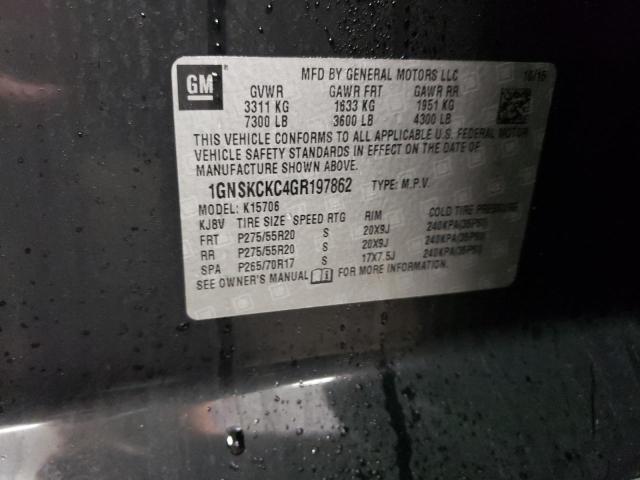 GM ®
MFD BY GENERAL MOTORS LLC 10/15
GVWR GAWR FRT GAWR RR
3311 KG 1633 KG 1951 KG
7300 LB 3600 LB 4300 LB
THIS VEHICLE CONFORMS TO ALL APPLICABLE U.S. FEDERAL MOTOR
VEHICLE SAFETY STANDARDS IN EFFECT ON THE DATE OF
MANUFACTURE SHOWN ABOVE.
1GNSKCKC4GR197862 TYPE: M.P.V.
MODEL: K15706
KJ8V TIRE SIZE SPEED RTG RIM COLD TIRE PRESSURE
FRT P275/55R20 S 20X9J 240KPA(35PSI)
RR P275/55R20 S 20X9J 240KPA(35PSI)
SPA P265/70R17 S 17X7.5J 240KPA(35PSI)
SEE OWNER'S MANUAL FOR MORE INFORMATION.